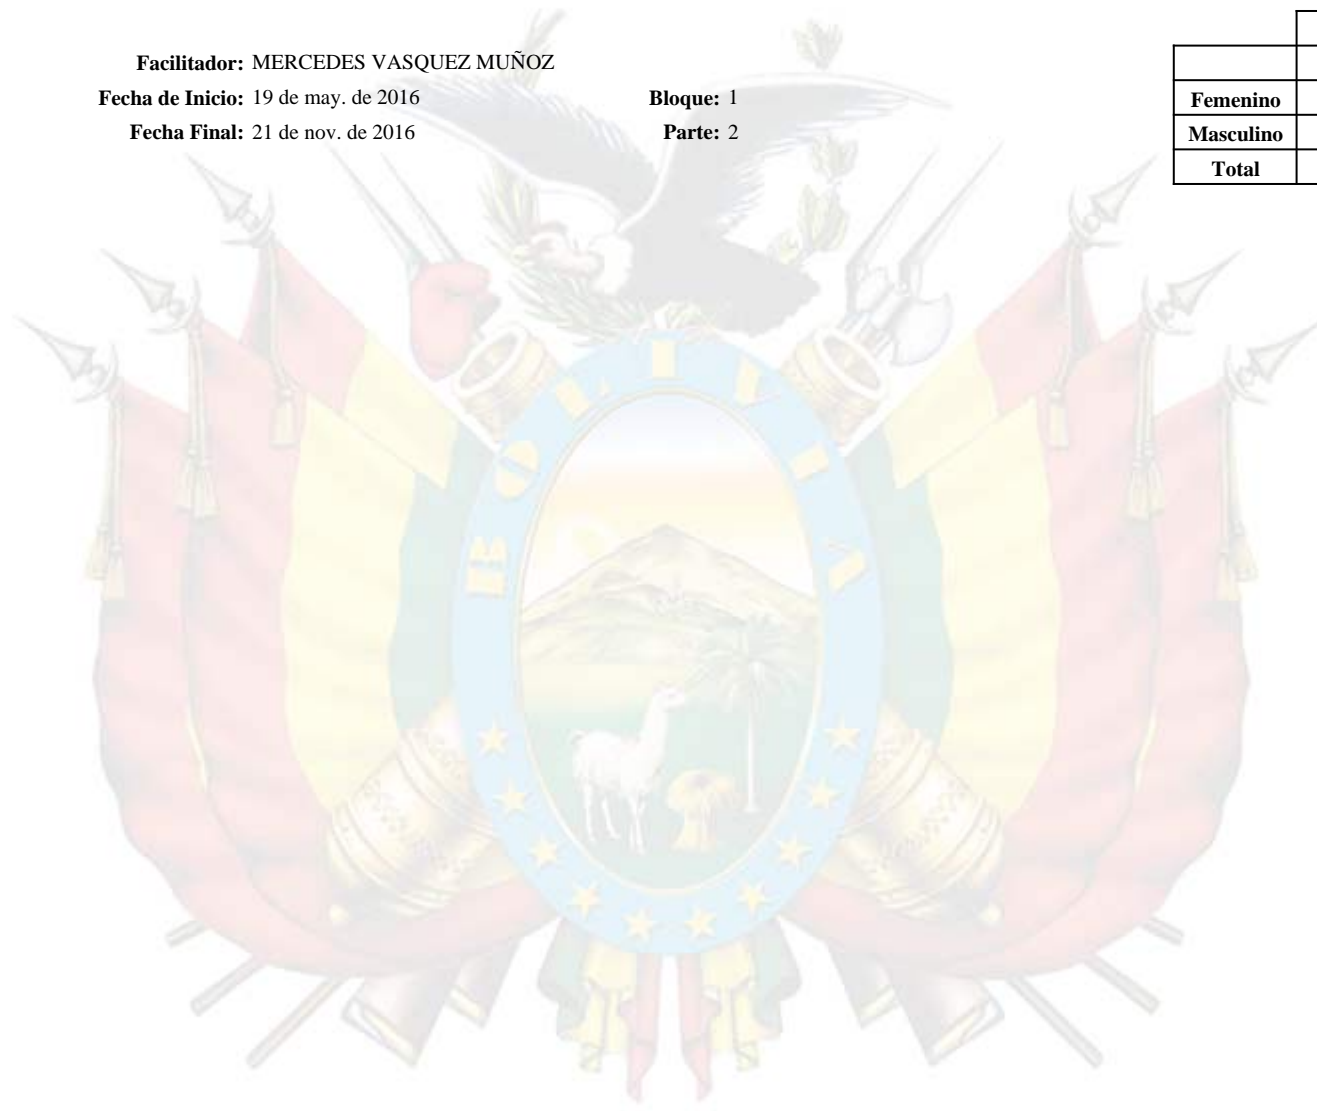 Facilitador: MERCEDES VASQUEZ MUÑOZ
Fecha de Inicio: 19 de may. de 2016 Bloque: 1
Fecha Final: 21 de nov. de 2016 Parte: 2
Femenino
Masculino
Total
BOLIVIA